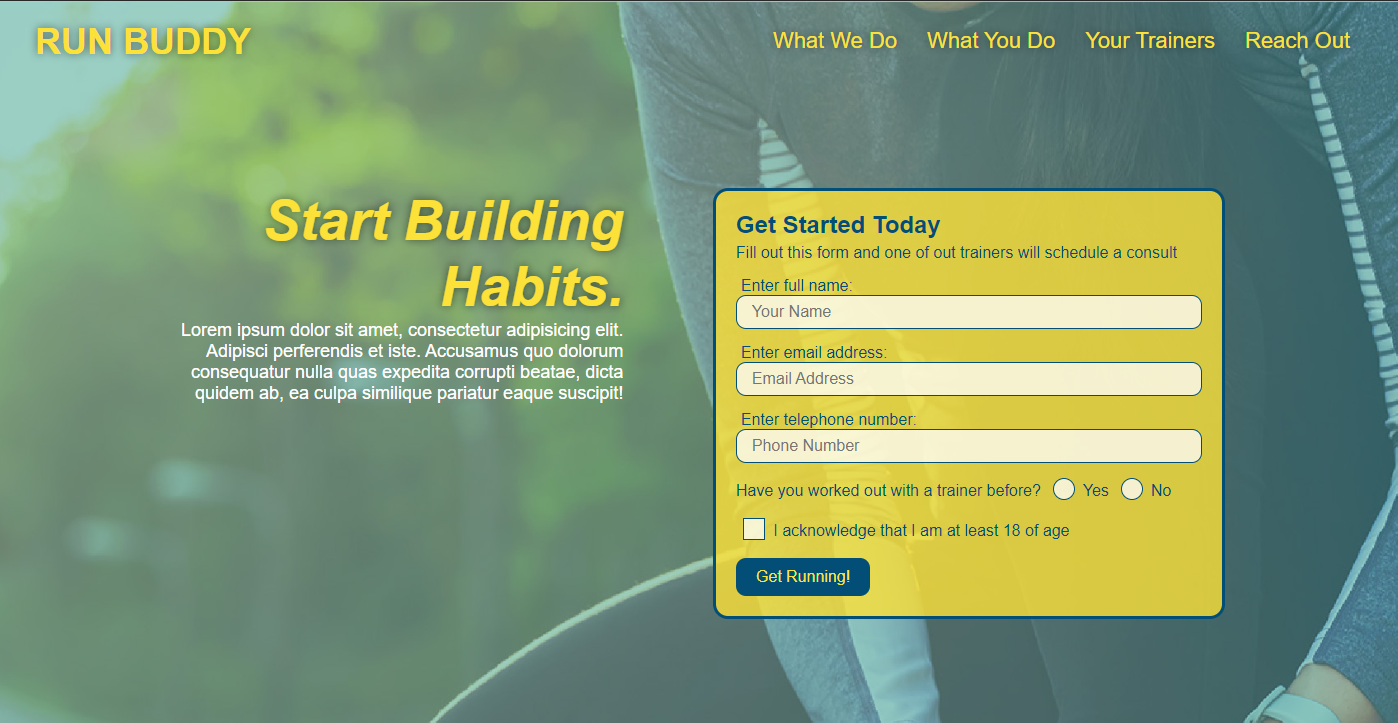 RUN BUDDY
What We Do What You Do Your Trainers Reach Out
Start Building
Habits.
Lorem ipsum dolor sit amet, consectetur adipisicing elit.
Adipisci perferendis et iste. Accusamus quo dolorum
consequatur nulla quas expedita corrupti beatae, dicta
quidem ab, ea culpa similique pariatur eaque suscipit!
Get Started Today
Fill out this form and one of out trainers will schedule a consult
Enter full name:
Your Name
Enter email address:
Email Address
Enter telephone number:
Phone Number
Have you worked out with a trainer before? Yes No
I acknowledge that I am at least 18 of age
Get Running!